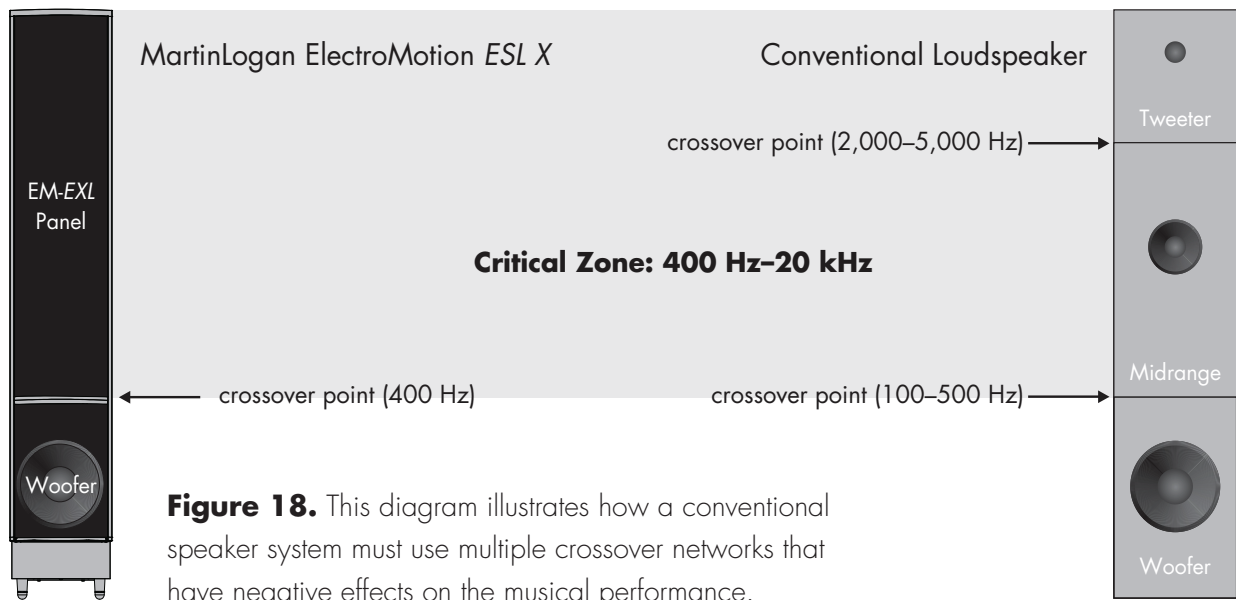 MartinLogan ElectroMotion ESL X
Conventional Loudspeaker
Tweeter
crossover point (2,000–5,000 Hz)
EM-EXL
Panel
Critical Zone: 400 Hz–20 kHz
Midrange
crossover point (400 Hz)
crossover point (100–500 Hz)
Woofer
Figure 18. This diagram illustrates how a conventional
speaker system must use multiple crossover networks that
have negative effects on the musical performance.
Woofer